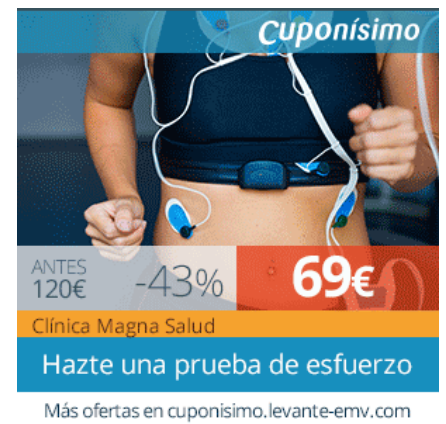 Cuponísimo
ANTES
120€
-43%
69€
Clínica Magna Salud
Hazte una prueba de esfuerzo
Más ofertas en cuponisimo.levante-emv.com